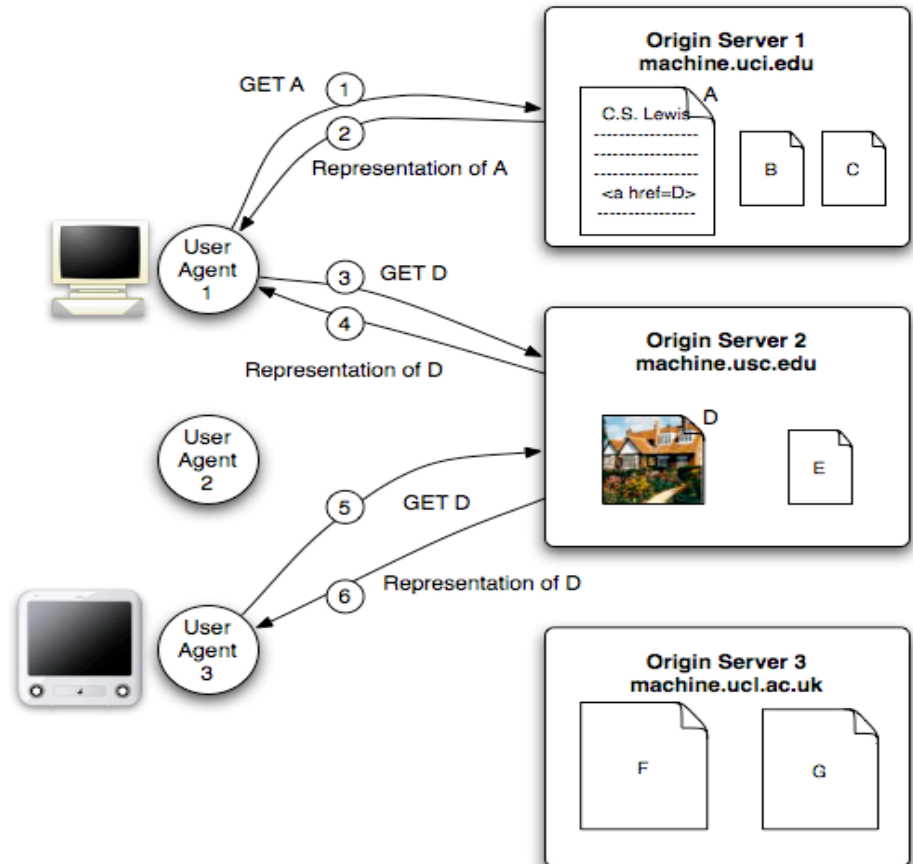 Origin Server 1
machine.uci.edu
GET A
1
A
C.S. Lewis
2
Representation of A
B
C
<a href=D>
User
Agent
1
3
GET D
4
Representation of D
Origin Server 2
machine.usc.edu
D
E
User
Agent
2
5
GET D
6
Representation of D
User
Agent
3
Origin Server 3
machine.ucl.ac.uk
F
G